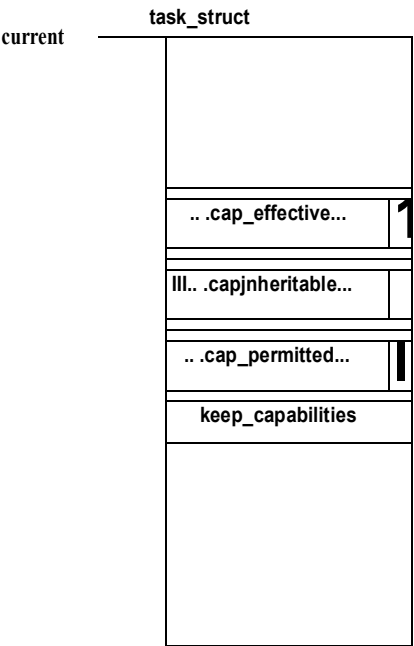 task_struct
current
.. .cap_effective...
1
III.. .capjnheritable...
.. .cap_permitted...
I
keep_capabilities